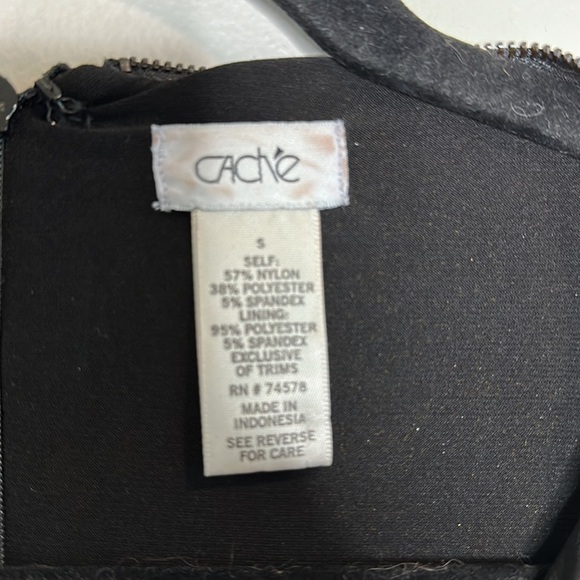 CACHÉ
S
SELF:
57% NYLON
38% POLYESTER
5% SPANDEX
LINING:
95% POLYESTER
5% SPANDEX
EXCLUSIVE
OF TRIMS
RN # 74578
MADE IN
INDONESIA
SEE REVERSE
FOR CARE